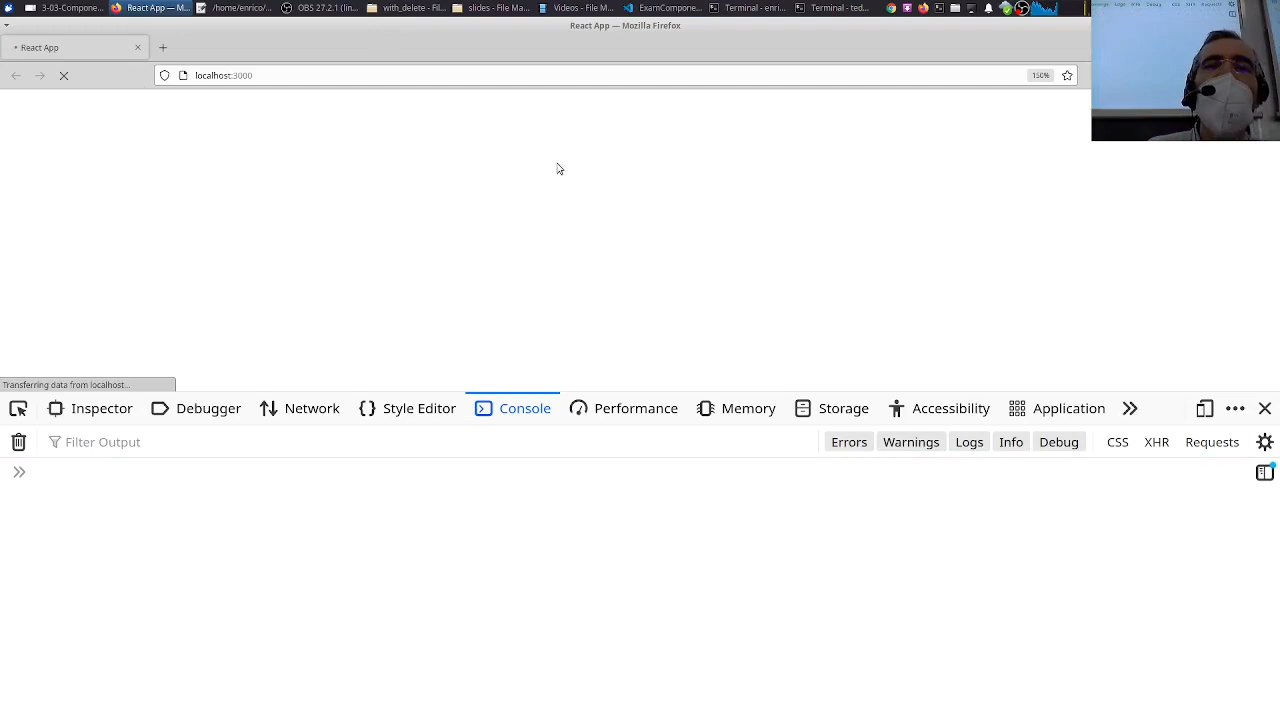 3-03-Compone...
React App — M...
/home/enrico/...
OBS 27.2.1 (lin...
with_delete - Fil...
slides - File Ma...
Videos - File M...
ExamCompone...
Terminal - enri...
Terminal - ted...
React App — Mozilla Firefox
React App
localhost:3000
150%
Transferring data from localhost...
Inspector
Debugger
Network
Style Editor
Console
Performance
Memory
Storage
Accessibility
Application
Filter Output
Errors
Warnings
Logs
Info
Debug
CSS
XHR
Requests